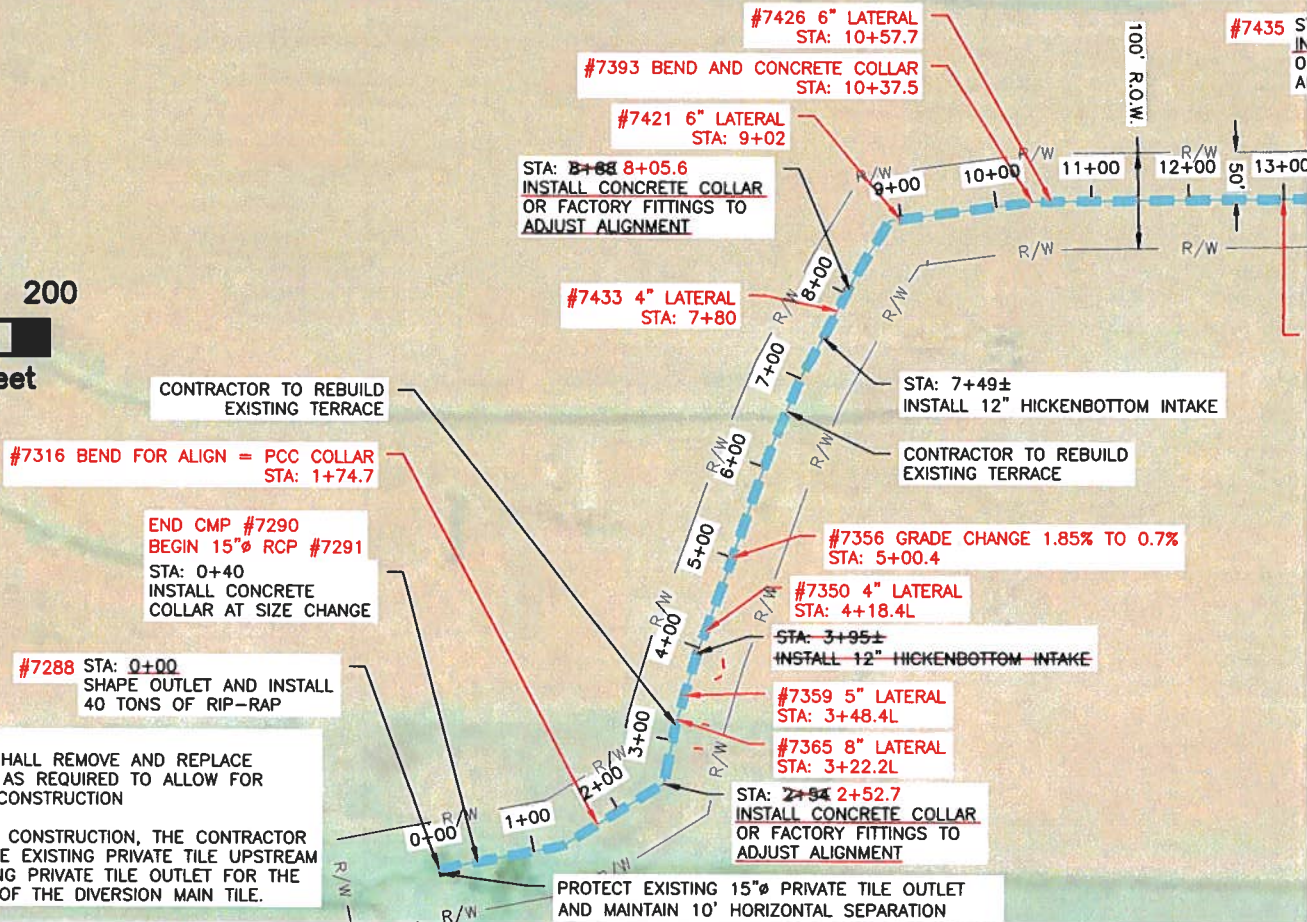 #7426 6" LATERAL
STA: 10+57.7
#7393 BEND AND CONCRETE COLLAR
STA: 10+37.5
#7421 6" LATERAL
STA: 9+02
STA: 8+88 8+05.6
INSTALL CONCRETE COLLAR
OR FACTORY FITTINGS TO
ADJUST ALIGNMENT
100' R.O.W.
#7435
R/W
R/W
R/W
9+00
10+00
11+00
12+00
13+00
50'
R/W
R/W
200
#7433 4" LATERAL
STA: 7+80
8+00
R/W
R/W
7+00
STA: 7+49±
INSTALL 12" HICKENBOTTOM INTAKE
CONTRACTOR TO REBUILD
EXISTING TERRACE
CONTRACTOR TO REBUILD
EXISTING TERRACE
R/W
6+00
R/W
#7316 BEND FOR ALIGN = PCC COLLAR
STA: 1+74.7
END CMP #7290
BEGIN 15"ø RCP #7291
STA: 0+40
INSTALL CONCRETE
COLLAR AT SIZE CHANGE
5+00
#7356 GRADE CHANGE 1.85% TO 0.7%
STA: 5+00.4
#7350 4" LATERAL
STA: 4+18.4L
R/W
R/W
4+00
STA: 3+95±
INSTALL 12" HICKENBOTTOM INTAKE
#7288 STA: 0+00
SHAPE OUTLET AND INSTALL
40 TONS OF RIP-RAP
#7359 5" LATERAL
STA: 3+48.4L
#7365 8" LATERAL
STA: 3+22.2L
3+00
R/W
R/W
2+00
STA: 2+94 2+52.7
INSTALL CONCRETE COLLAR
OR FACTORY FITTINGS TO
ADJUST ALIGNMENT
HALL REMOVE AND REPLACE
AS REQUIRED TO ALLOW FOR
CONSTRUCTION
CONSTRUCTION, THE CONTRACTOR
E EXISTING PRIVATE TILE UPSTREAM
NG PRIVATE TILE OUTLET FOR THE
OF THE DIVERSION MAIN TILE.
R/W
0+00
1+00
R/W
R/W
R/W
PROTECT EXISTING 15"ø PRIVATE TILE OUTLET
AND MAINTAIN 10' HORIZONTAL SEPARATION